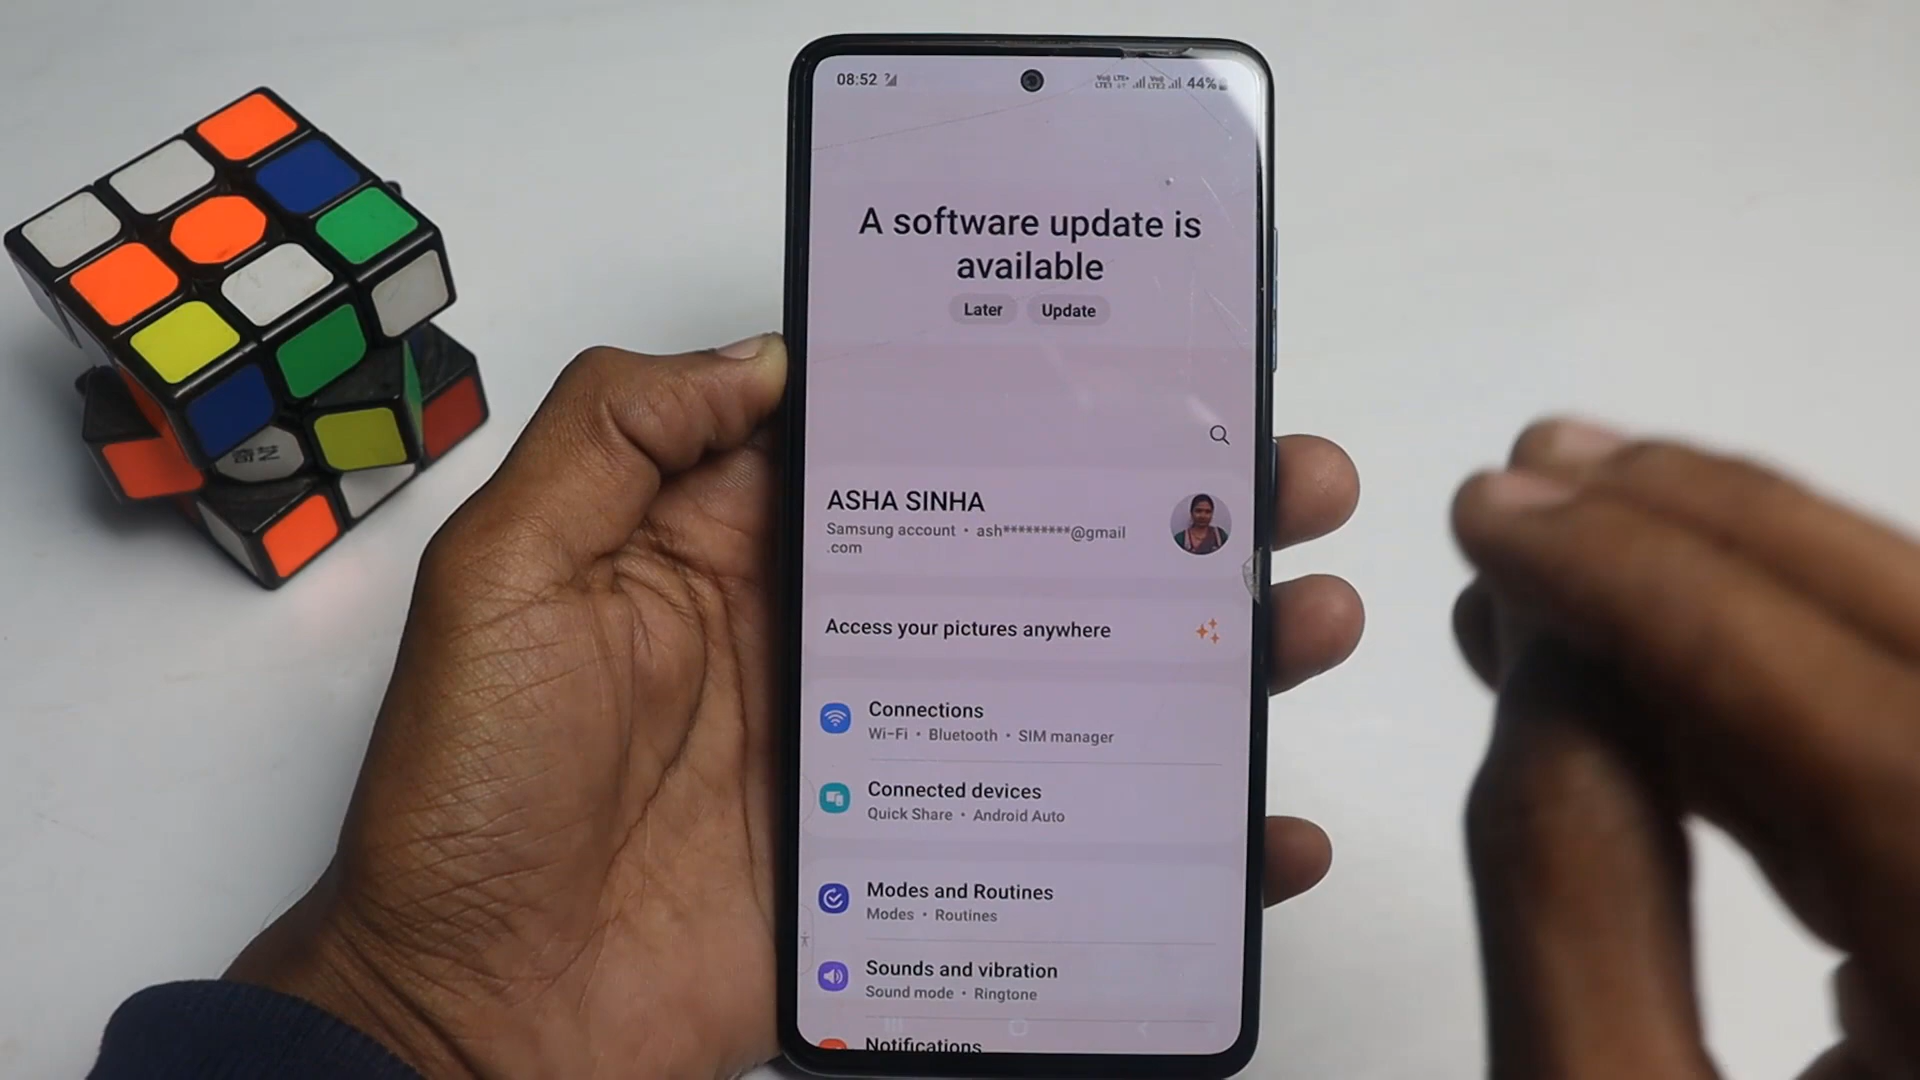 08:52
44%
A software update is
available
Later
Update
ASHA SINHA
Samsung account • ash*********@gmail
.com
Access your pictures anywhere
Connections
Wi-Fi • Bluetooth • SIM manager
Connected devices
Quick Share • Android Auto
Modes and Routines
Modes • Routines
Sounds and vibration
Sound mode • Ringtone
Notifications
奇艺